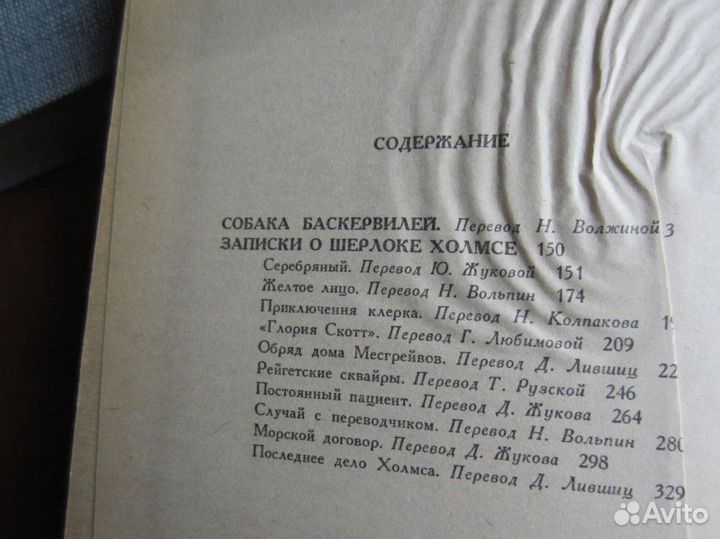 СОДЕРЖАНИЕ
СОБАКА БАСКЕРВИЛЕЙ. Перевод Н. Волжиной 3
ЗАПИСКИ О ШЕРЛОКЕ ХОЛМСЕ 150
Серебряный. Перевод Ю. Жуковой 151
Желтое лицо. Перевод Н. Вольпин 174
Приключения клерка. Перевод Н. Колпакова
«Глория Скотт». Перевод Г. Любимовой 209
Обряд дома Месгрейвов. Перевод Д. Лившиц 22
Рейгетские сквайры. Перевод Т. Рузской 246
Постоянный пациент. Перевод Д. Жукова 264
Случай с переводчиком. Перевод Н. Вольпин 280
Морской договор. Перевод Д. Жукова 298
Последнее дело Холмса. Перевод Д. Лившиц 329
Avito